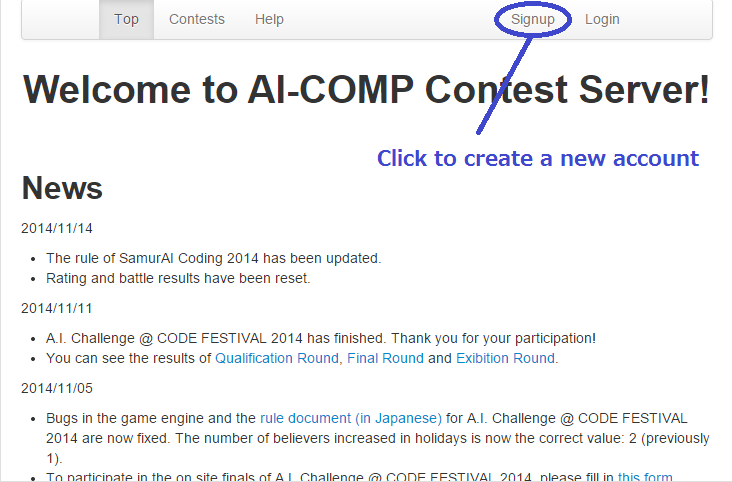 Top Contests Help Signup Login
Welcome to AI-COMP Contest Server!
Click to create a new account
News
2014/11/14
The rule of SamurAI Coding 2014 has been updated.
Rating and battle results have been reset.
2014/11/11
A.I. Challenge @ CODE FESTIVAL 2014 has finished. Thank you for your participation!
You can see the results of Qualification Round, Final Round and Exibition Round.
2014/11/05
Bugs in the game engine and the rule document (in Japanese) for A.I. Challenge @ CODE FESTIVAL
2014 are now fixed. The number of believers increased in holidays is now the correct value: 2 (previously
1).
To participate in the on site finals of A.I. Challenge @ CODE FESTIVAL 2014, please fill in this form